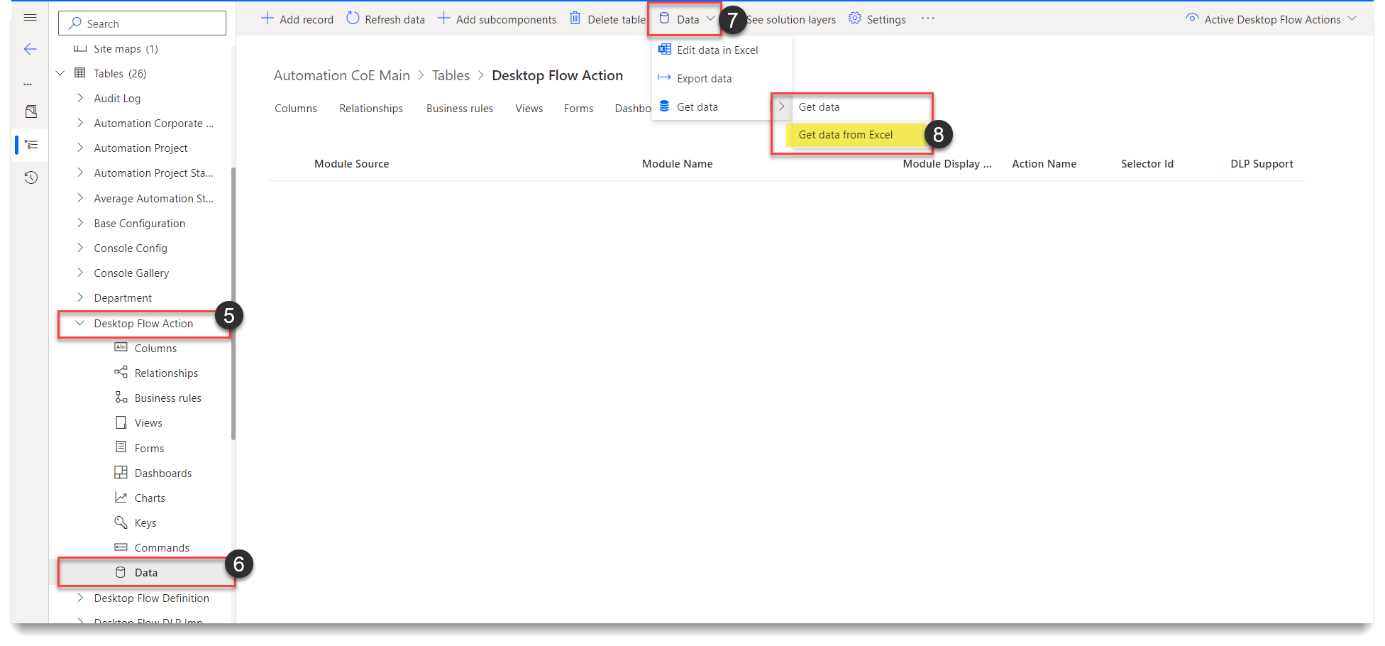 Search
Add record
Refresh data
Add subcomponents
Delete table
Data
7
See solution layers
Settings
...
Active Desktop Flow Actions
Edit data in Excel
Export data
Get data
Get data
Get data from Excel
8
Automation CoE Main > Tables > Desktop Flow Action
Columns
Relationships
Business rules
Views
Forms
Dashbo
Module Source
Module Name
Module Display ...
Action Name
Selector Id
DLP Support
...
Site maps (1)
Tables (26)
Audit Log
Automation Corporate ...
Automation Project
Automation Project Sta...
Average Automation St...
Base Configuration
Console Config
Console Gallery
Department
Desktop Flow Action
5
Abc Columns
Relationships
Business rules
Views
Forms
Dashboards
Charts
Keys
Commands
Data
6
Desktop Flow Definition
Desktop Flow DLP Imp...